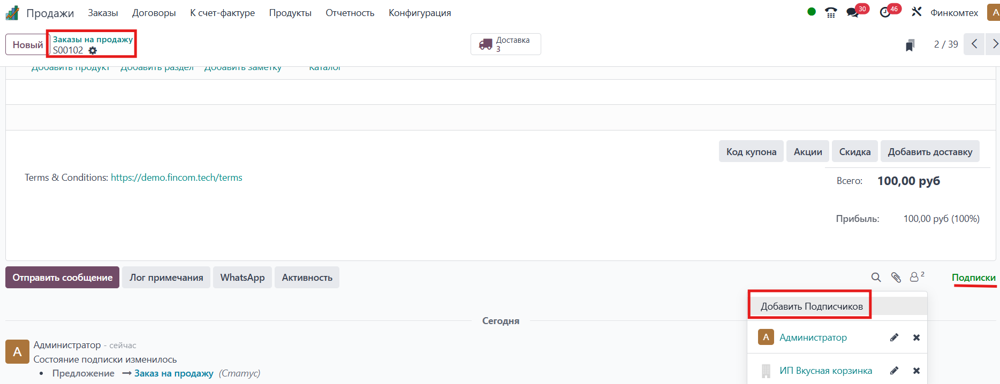 Продажи Заказы Договоры К счет-фактуре Продукты Отчетность Конфигурация 30 46 Финкомтех A
Новый Заказы на продажу
S00102
Доставка
3
2 / 39
Добавить продукт Добавить раздел Добавить заметку Каталог
Код купона Акции Скидка Добавить доставку
Terms & Conditions: https://demo.fincom.tech/terms
Всего: 100,00 руб
Прибыль: 100,00 руб (100%)
Отправить сообщение Лог примечания WhatsApp Активность 2 Подписки
Добавить Подписчиков
Сегодня
A Администратор
A Администратор - сейчас
Состояние подписки изменилось
• Предложение → Заказ на продажу (Статус)
ИП Вкусная корзинка